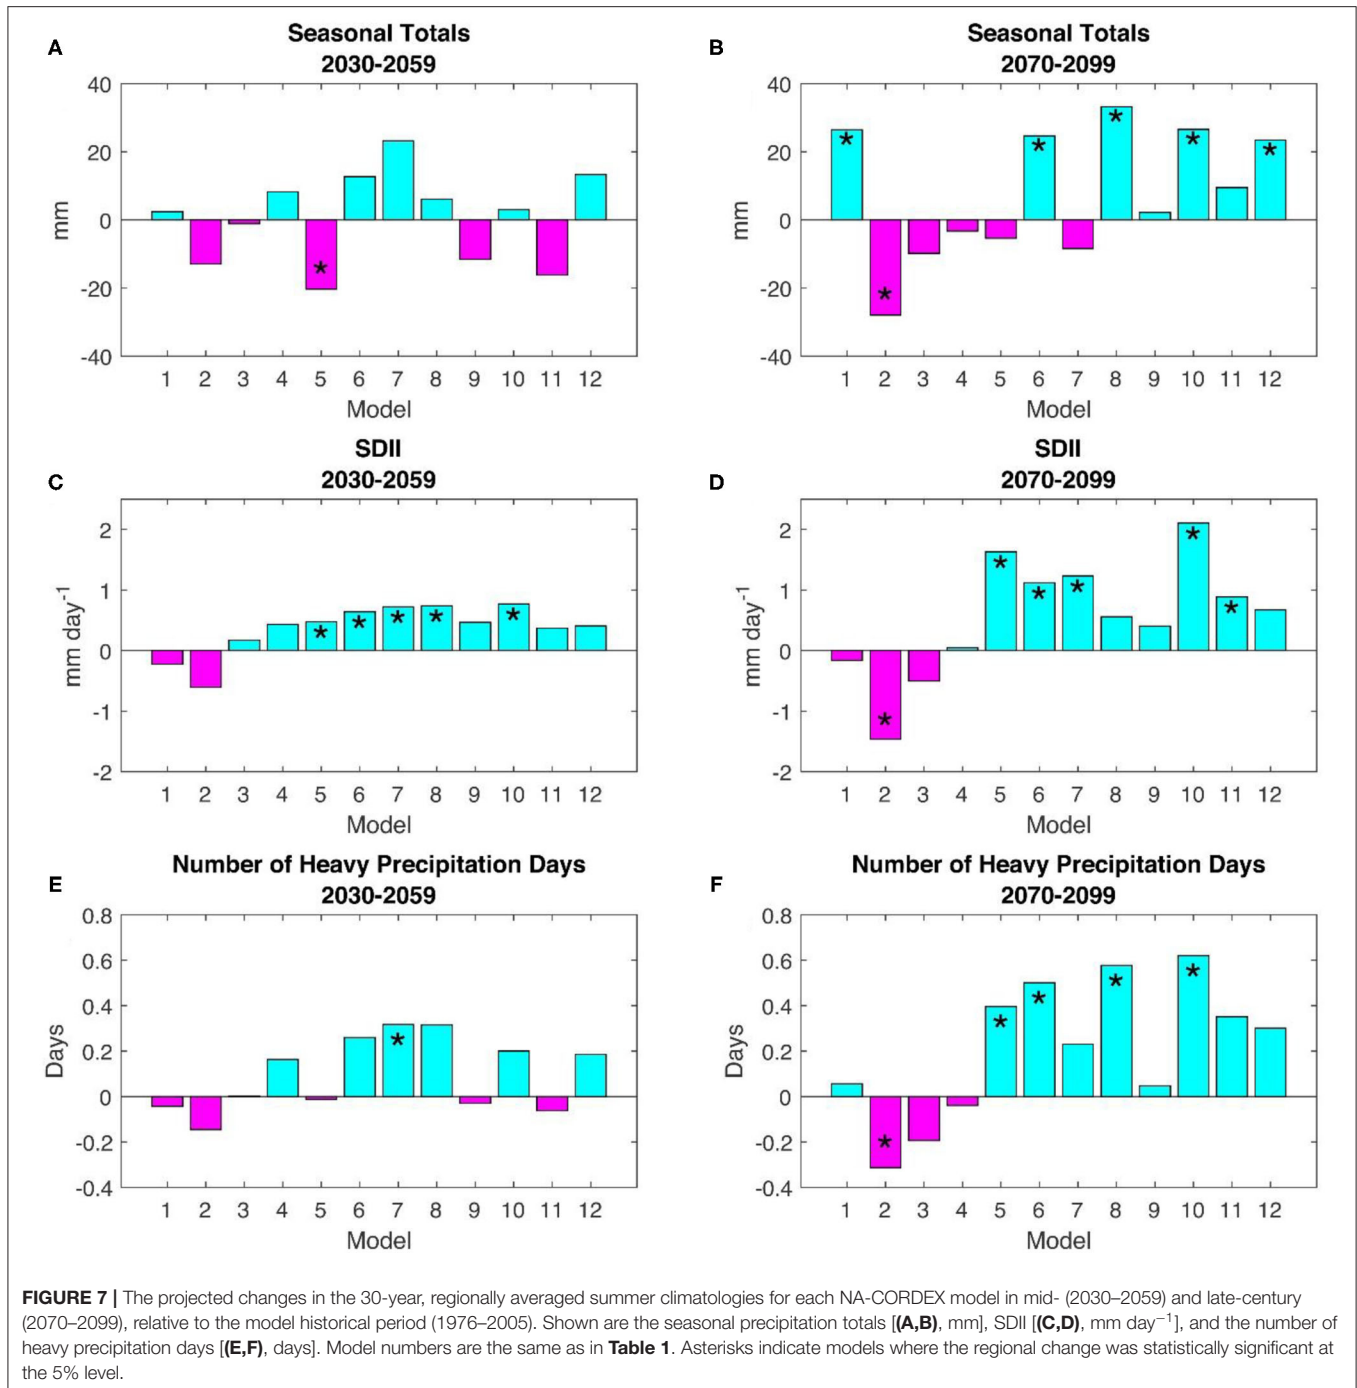 A
Seasonal Totals
2030-2059
40
20
0
-20
-40
mm
*
1 2 3 4 5 6 7 8 9 10 11 12
Model
B
Seasonal Totals
2070-2099
40
20
0
-20
-40
mm
* * * * * *
1 2 3 4 5 6 7 8 9 10 11 12
Model
C
SDII
2030-2059
2
1
0
-1
-2
mm day-1
* * * * *
1 2 3 4 5 6 7 8 9 10 11 12
Model
D
SDII
2070-2099
2
1
0
-1
-2
mm day-1
* * * * * *
1 2 3 4 5 6 7 8 9 10 11 12
Model
E
Number of Heavy Precipitation Days
2030-2059
0.8
0.6
0.4
0.2
0
-0.2
-0.4
Days
*
1 2 3 4 5 6 7 8 9 10 11 12
Model
F
Number of Heavy Precipitation Days
2070-2099
0.8
0.6
0.4
0.2
0
-0.2
-0.4
Days
* * * * *
1 2 3 4 5 6 7 8 9 10 11 12
Model
FIGURE 7 | The projected changes in the 30-year, regionally averaged summer climatologies for each NA-CORDEX model in mid- (2030–2059) and late-century
(2070–2099), relative to the model historical period (1976–2005). Shown are the seasonal precipitation totals [(A,B), mm], SDII [(C,D), mm day−1], and the number of
heavy precipitation days [(E,F), days]. Model numbers are the same as in Table 1. Asterisks indicate models where the regional change was statistically significant at
the 5% level.